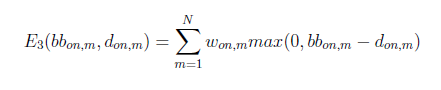 $E_3(bb_{on,m}, d_{on,m}) = \sum_{m=1}^{N} w_{on,m} max(0, bb_{on,m} - d_{on,m})$